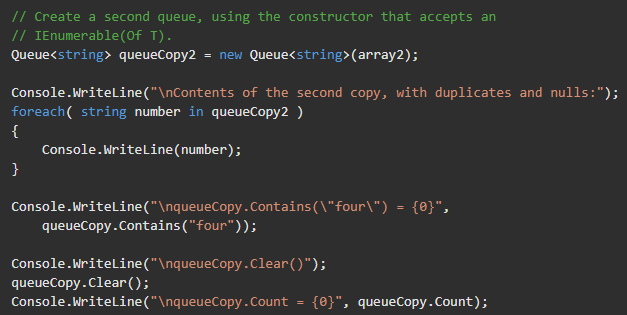 // Create a second queue, using the constructor that accepts an
// IEnumerable(Of T).
Queue<string> queueCopy2 = new Queue<string>(array2);

Console.WriteLine("\nContents of the second copy, with duplicates and nulls:");
foreach( string number in queueCopy2 )
{
    Console.WriteLine(number);
}

Console.WriteLine("\nqueueCopy.Contains(\"four\") = {0}",
    queueCopy.Contains("four"));

Console.WriteLine("\nqueueCopy.Clear()");
queueCopy.Clear();
Console.WriteLine("\nqueueCopy.Count = {0}", queueCopy.Count);